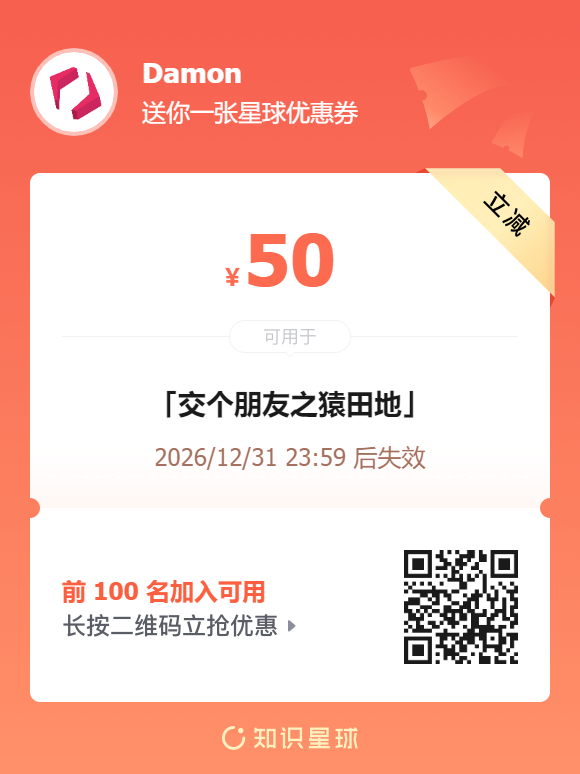 Damon
送你一张星球优惠券
立减
¥50
可用于
「交个朋友之猿田地」
2026/12/31 23:59 后失效
前 100 名加入可用
长按二维码立抢优惠
知识星球